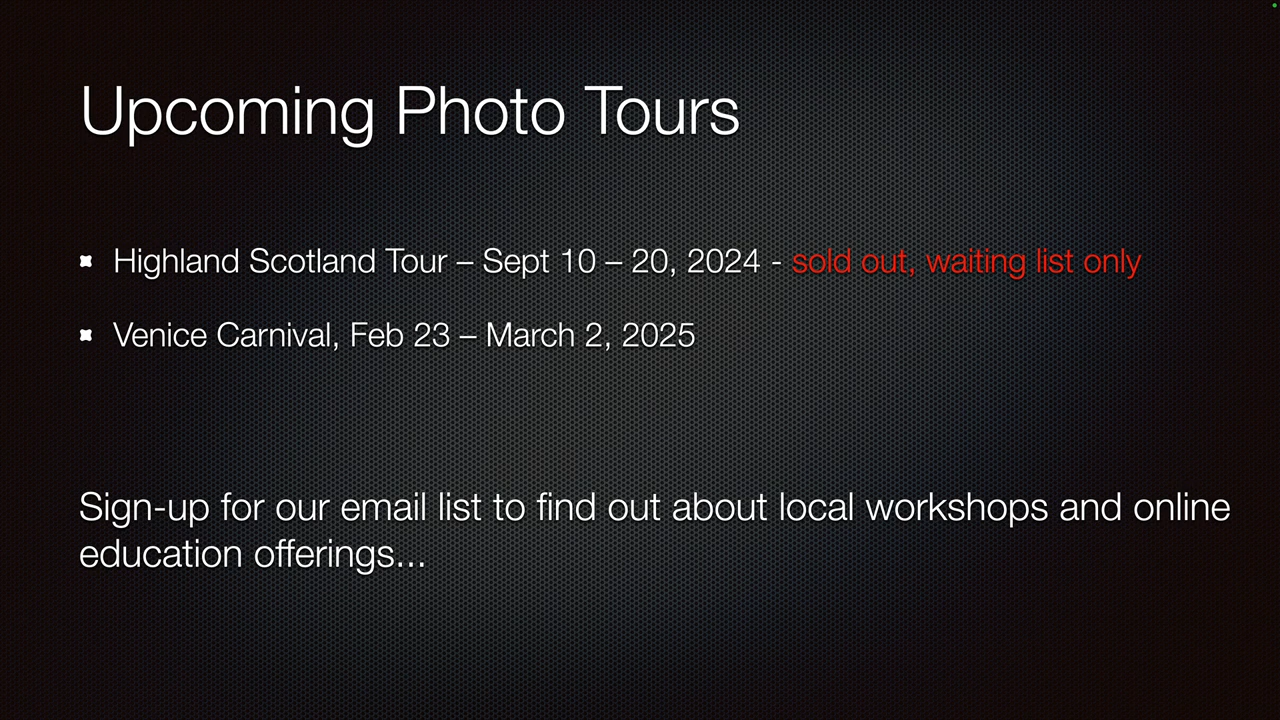 Upcoming Photo Tours
Highland Scotland Tour – Sept 10 – 20, 2024 - sold out, waiting list only
Venice Carnival, Feb 23 – March 2, 2025
Sign-up for our email list to find out about local workshops and online
education offerings...